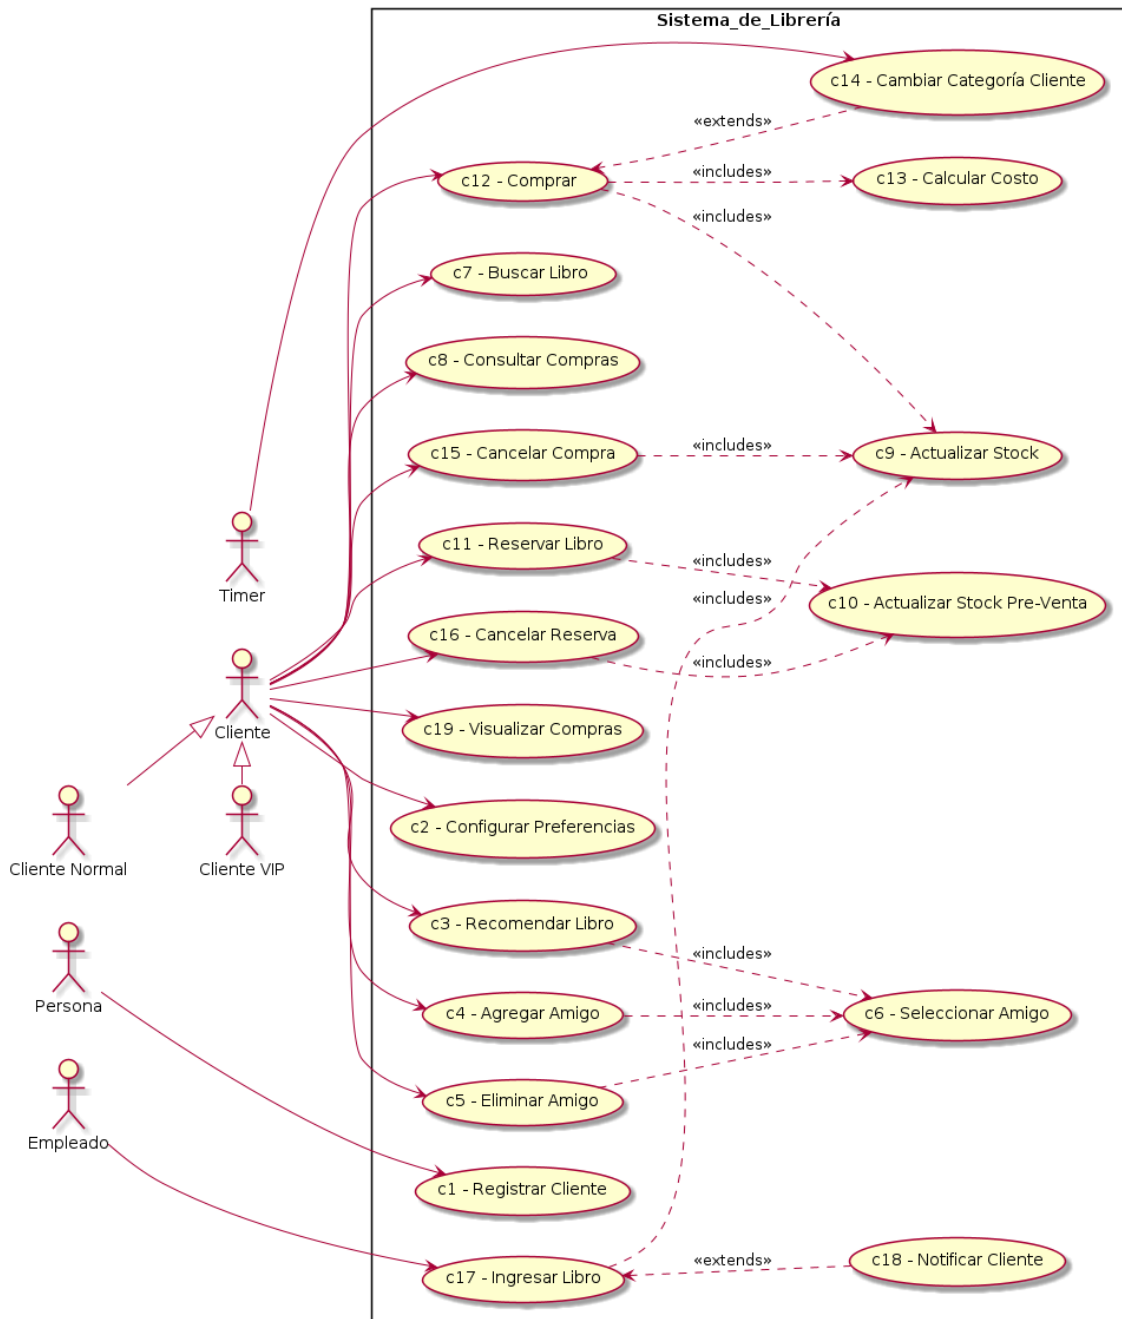 Sistema_de_Librería
c14 - Cambiar Categoría Cliente
«extends»
c12 - Comprar
«includes»
c13 - Calcular Costo
«includes»
c7 - Buscar Libro
c8 - Consultar Compras
c15 - Cancelar Compra
«includes»
c9 - Actualizar Stock
c11 - Reservar Libro
«includes»
Timer
«includes»
c10 - Actualizar Stock Pre-Venta
c16 - Cancelar Reserva
«includes»
Cliente
c19 - Visualizar Compras
c2 - Configurar Preferencias
Cliente Normal
Cliente VIP
c3 - Recomendar Libro
«includes»
Persona
c4 - Agregar Amigo
«includes»
c6 - Seleccionar Amigo
«includes»
c5 - Eliminar Amigo
Empleado
c1 - Registrar Cliente
«extends»
c18 - Notificar Cliente
c17 - Ingresar Libro